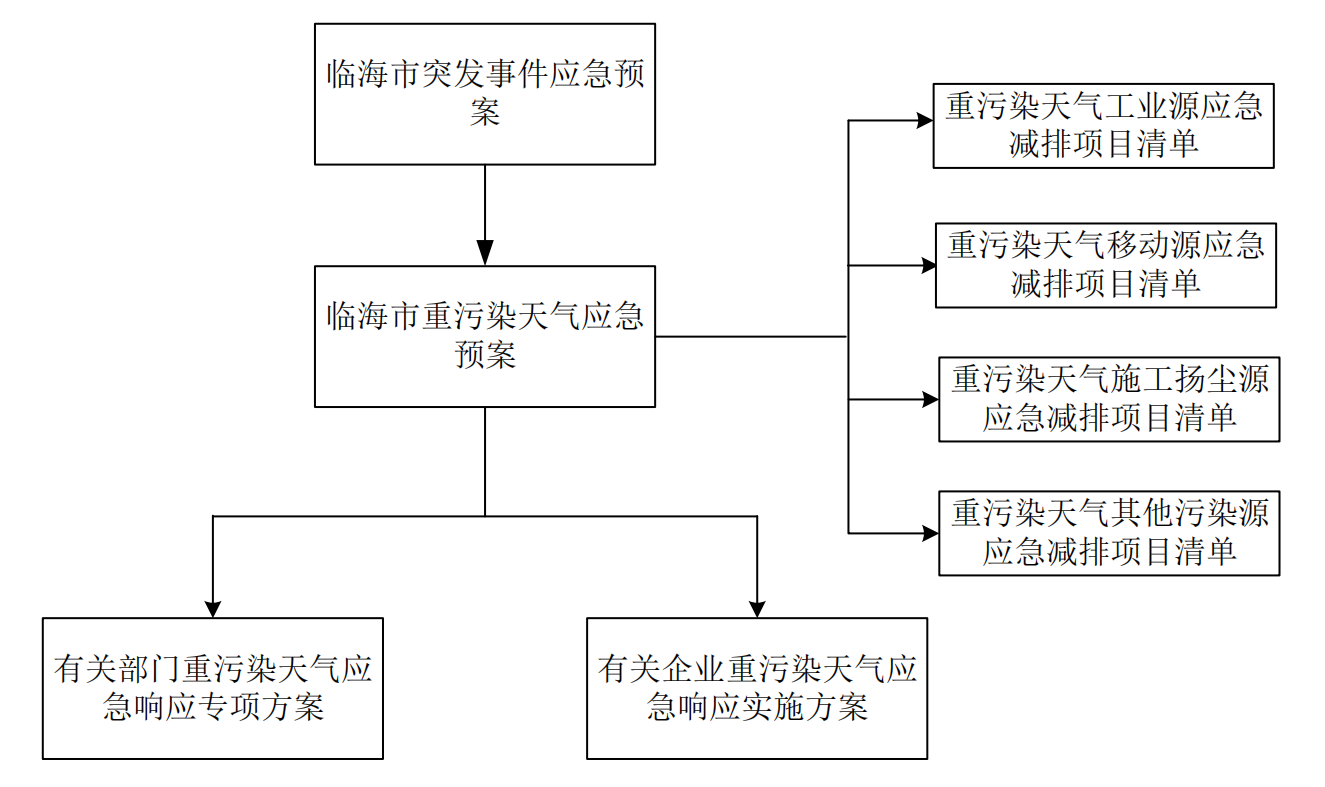 临海市突发事件应急预
案
临海市重污染天气应急
预案
重污染天气工业源应急
减排项目清单
重污染天气移动源应急
减排项目清单
重污染天气施工扬尘源
应急减排项目清单
重污染天气其他污染源
应急减排项目清单
有关部门重污染天气应
急响应专项方案
有关企业重污染天气应
急响应实施方案